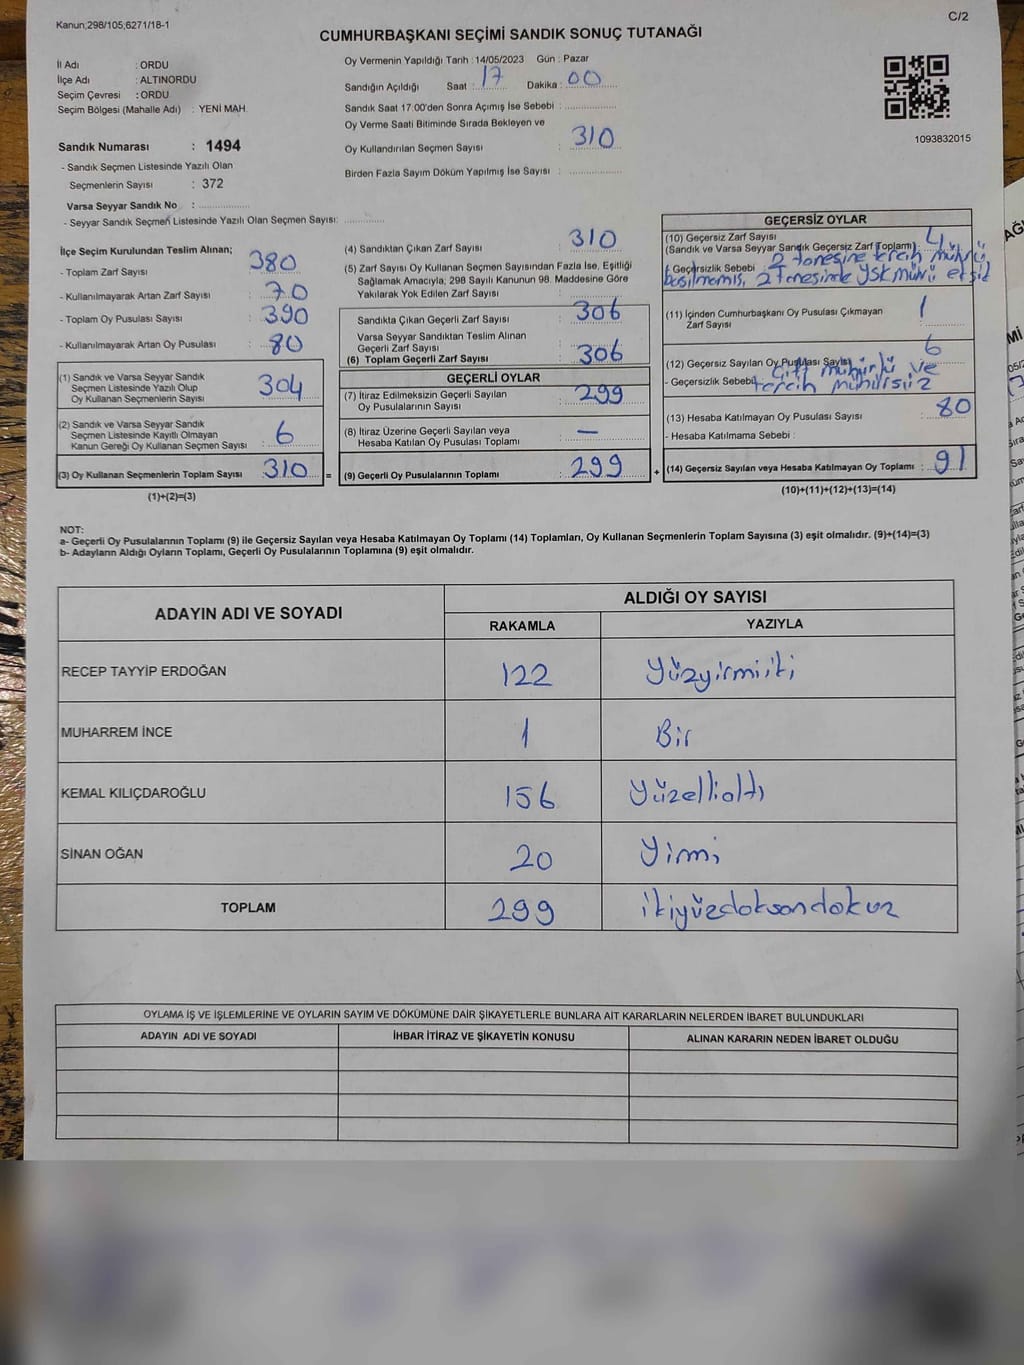 Kanun;298/105;6271/18-1
C/2
CUMHURBAŞKANI SEÇİMİ SANDIK SONUÇ TUTANAĞI
İl Adı : ORDU
İlçe Adı : ALTINORDU
Seçim Çevresi : ORDU
Seçim Bölgesi (Mahalle Adı) : YENİ MAH.
Sandık Numarası : 1494
- Sandık Seçmen Listesinde Yazılı Olan
Seçmenlerin Sayısı : 372
Varsa Seyyar Sandık No :
- Seyyar Sandık Seçmen Listesinde Yazılı Olan Seçmen Sayısı:
Oy Vermenin Yapıldığı Tarih : 14/05/2023 Gün : Pazar
Sandığın Açıldığı Saat : 17 Dakika : 00
Sandık Saat 17:00'den Sonra Açımış İse Sebebi :
Oy Verme Saati Bitiminde Sırada Bekleyen ve
Oy Kullandırılan Seçmen Sayısı : 310
Birden Fazla Sayım Döküm Yapılmış İse Sayısı :
1093832015
İlçe Seçim Kurulundan Teslim Alınan;
- Toplam Zarf Sayısı : 380
- Kullanılmayarak Artan Zarf Sayısı : 70
- Toplam Oy Pusulası Sayısı : 390
- Kullanılmayarak Artan Oy Pusulası : 80
(1) Sandık ve Varsa Seyyar Sandık
Seçmen Listesinde Yazılı Olup
Oy Kullanan Seçmenlerin Sayısı : 304
(2) Sandık ve Varsa Seyyar Sandık
Seçmen Listesinde Kayıtlı Olmayan
Kanun Gereği Oy Kullanan Seçmen Sayısı : 6
(3) Oy Kullanan Seçmenlerin Toplam Sayısı : 310 =
(1)+(2)=(3)
(4) Sandıktan Çıkan Zarf Sayısı : 310
(5) Zarf Sayısı Oy Kullanan Seçmen Sayısından Fazla İse, Eşitliği
Sağlamak Amacıyla; 298 Sayılı Kanunun 98. Maddesine Göre
Yakılarak Yok Edilen Zarf Sayısı :
Sandıkta Çıkan Geçerli Zarf Sayısı : 306
Varsa Seyyar Sandıktan Teslim Alınan
Geçerli Zarf Sayısı :
(6) Toplam Geçerli Zarf Sayısı : 306
GEÇERLİ OYLAR
(7) İtiraz Edilmeksizin Geçerli Sayılan
Oy Pusulalarının Sayısı : 299
(8) İtiraz Üzerine Geçerli Sayılan veya
Hesaba Katılan Oy Pusulası Toplamı : —
(9) Geçerli Oy Pusulalarının Toplamı : 299 +
GEÇERSİZ OYLAR
(10) Geçersiz Zarf Sayısı
(Sandık ve Varsa Seyyar Sandık Geçersiz Zarf Toplamı) : 4
- Geçersizlik Sebebi : 2 tanesine tercih mührü
basılmamış, 2 tanesinde YSK mührü eksik
(11) İçinden Cumhurbaşkanı Oy Pusulası Çıkmayan
Zarf Sayısı : 1
(12) Geçersiz Sayılan Oy Pusulası Sayısı : 6
- Geçersizlik Sebebi : çift mühürlü ve
tercih mühürsüz
(13) Hesaba Katılmayan Oy Pusulası Sayısı : 80
- Hesaba Katılmama Sebebi :
(14) Geçersiz Sayılan veya Hesaba Katılmayan Oy Toplamı : 91
(10)+(11)+(12)+(13)=(14)
NOT:
a- Geçerli Oy Pusulalarının Toplamı (9) ile Geçersiz Sayılan veya Hesaba Katılmayan Oy Toplamı (14) Toplamları, Oy Kullanan Seçmenlerin Toplam Sayısına (3) eşit olmalıdır. (9)+(14)=(3)
b- Adayların Aldığı Oyların Toplamı, Geçerli Oy Pusulalarının Toplamına (9) eşit olmalıdır.
ADAYIN ADI VE SOYADI
ALDIĞI OY SAYISI
RAKAMLA YAZIYLA
RECEP TAYYİP ERDOĞAN 122 Yüzyirmiiki
MUHARREM İNCE 1 Bir
KEMAL KILIÇDAROĞLU 156 Yüzellialtı
SİNAN OĞAN 20 Yirmi
TOPLAM 299 ikiyüzdoksandokuz
OYLAMA İŞ VE İŞLEMLERİNE VE OYLARIN SAYIM VE DÖKÜMÜNE DAİR ŞİKAYETLERLE BUNLARA AİT KARARLARIN NELERDEN İBARET BULUNDUKLARI
ADAYIN ADI VE SOYADI İHBAR İTİRAZ VE ŞİKAYETİN KONUSU ALINAN KARARIN NEDEN İBARET OLDUĞU